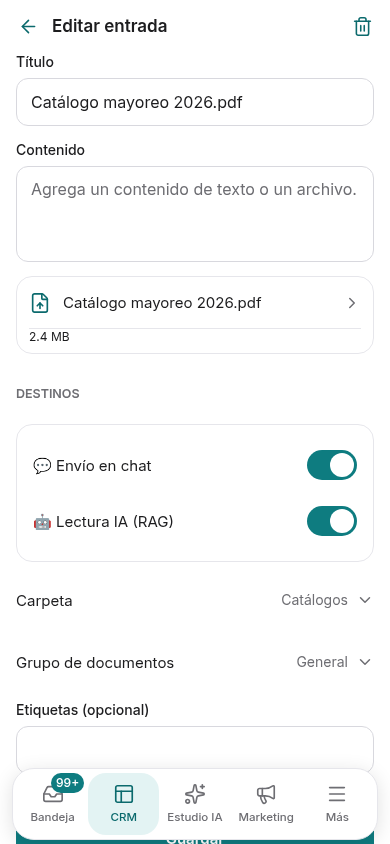 Editar entrada
Título
Catálogo mayoreo 2026.pdf
Contenido
Agrega un contenido de texto o un archivo.
Catálogo mayoreo 2026.pdf
2.4 MB
DESTINOS
💬 Envío en chat
🤖 Lectura IA (RAG)
Carpeta
Catálogos
Grupo de documentos
General
Etiquetas (opcional)
99+
Bandeja
CRM
Estudio IA
Marketing
Más